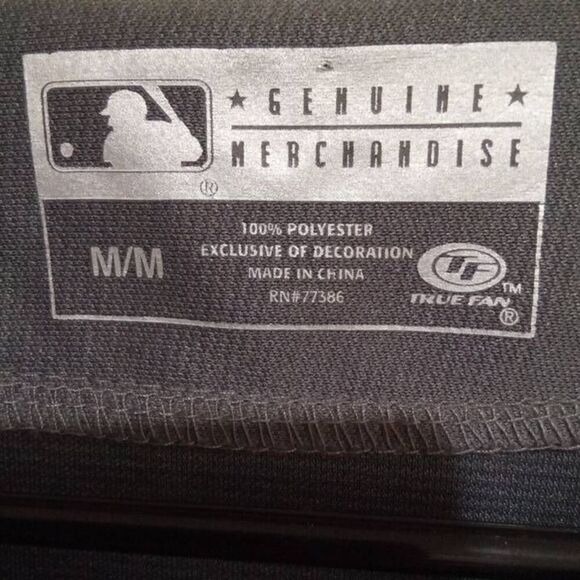 ★ GENUINE ★
MERCHANDISE
®
100% POLYESTER
EXCLUSIVE OF DECORATION
MADE IN CHINA
RN#77386
M/M
TF
TM
TRUE FAN
®